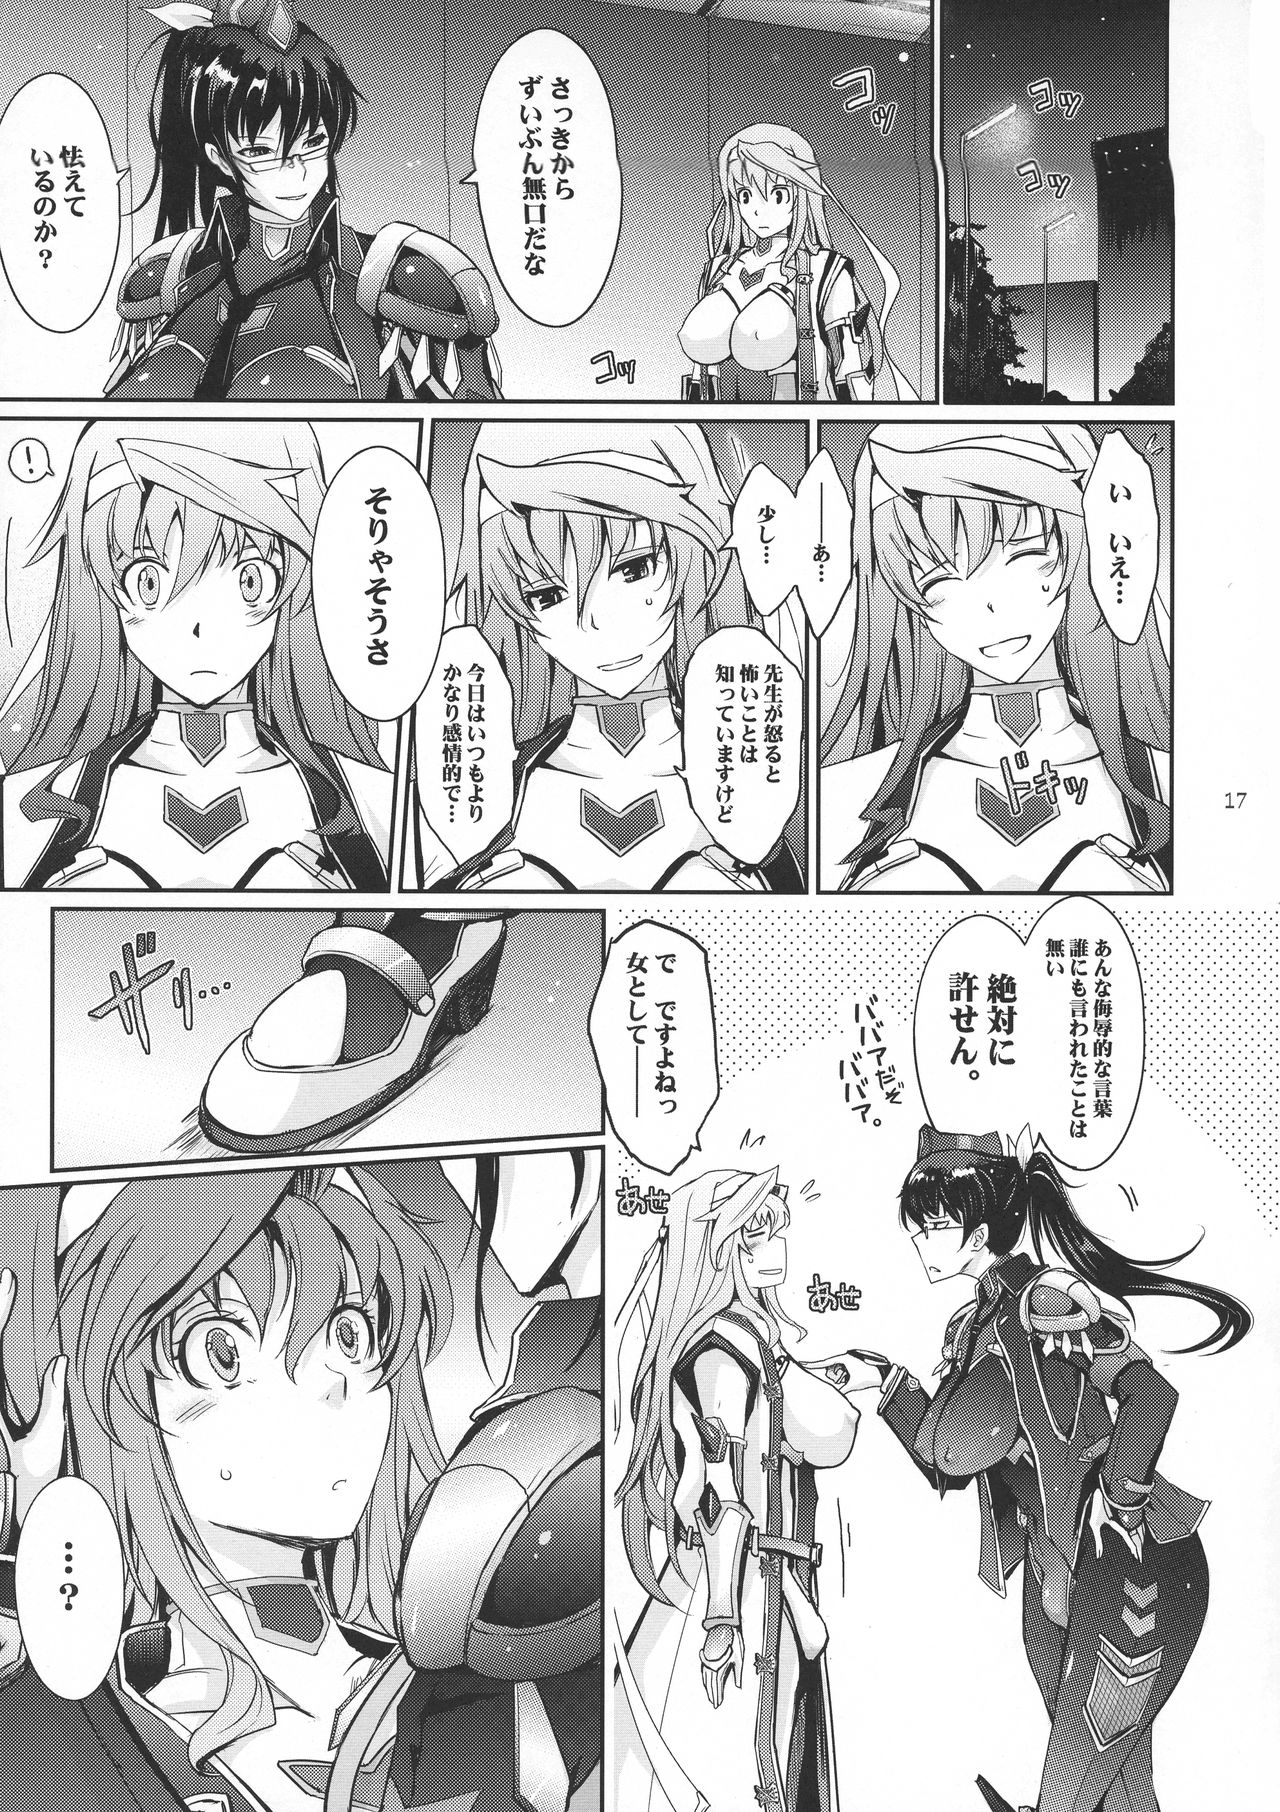 コッ
コッ
コッ
さっきから
ずいぶん無口だな
コッ
怯えて
いるのか？
い　いえ…
ドキッ
――あ…
少し…
先生が怒ると
怖いことは
知っていますけど
今日はいつもより
かなり感情的で…
そりゃそうさ
！
17
あんな侮辱的な言葉
誰にも言われたことは
無い
絶対に
許せん。
ババアだぞ
ババァ。
で　ですよねっ
女として――
あせ
あせ
ギリ…
…？